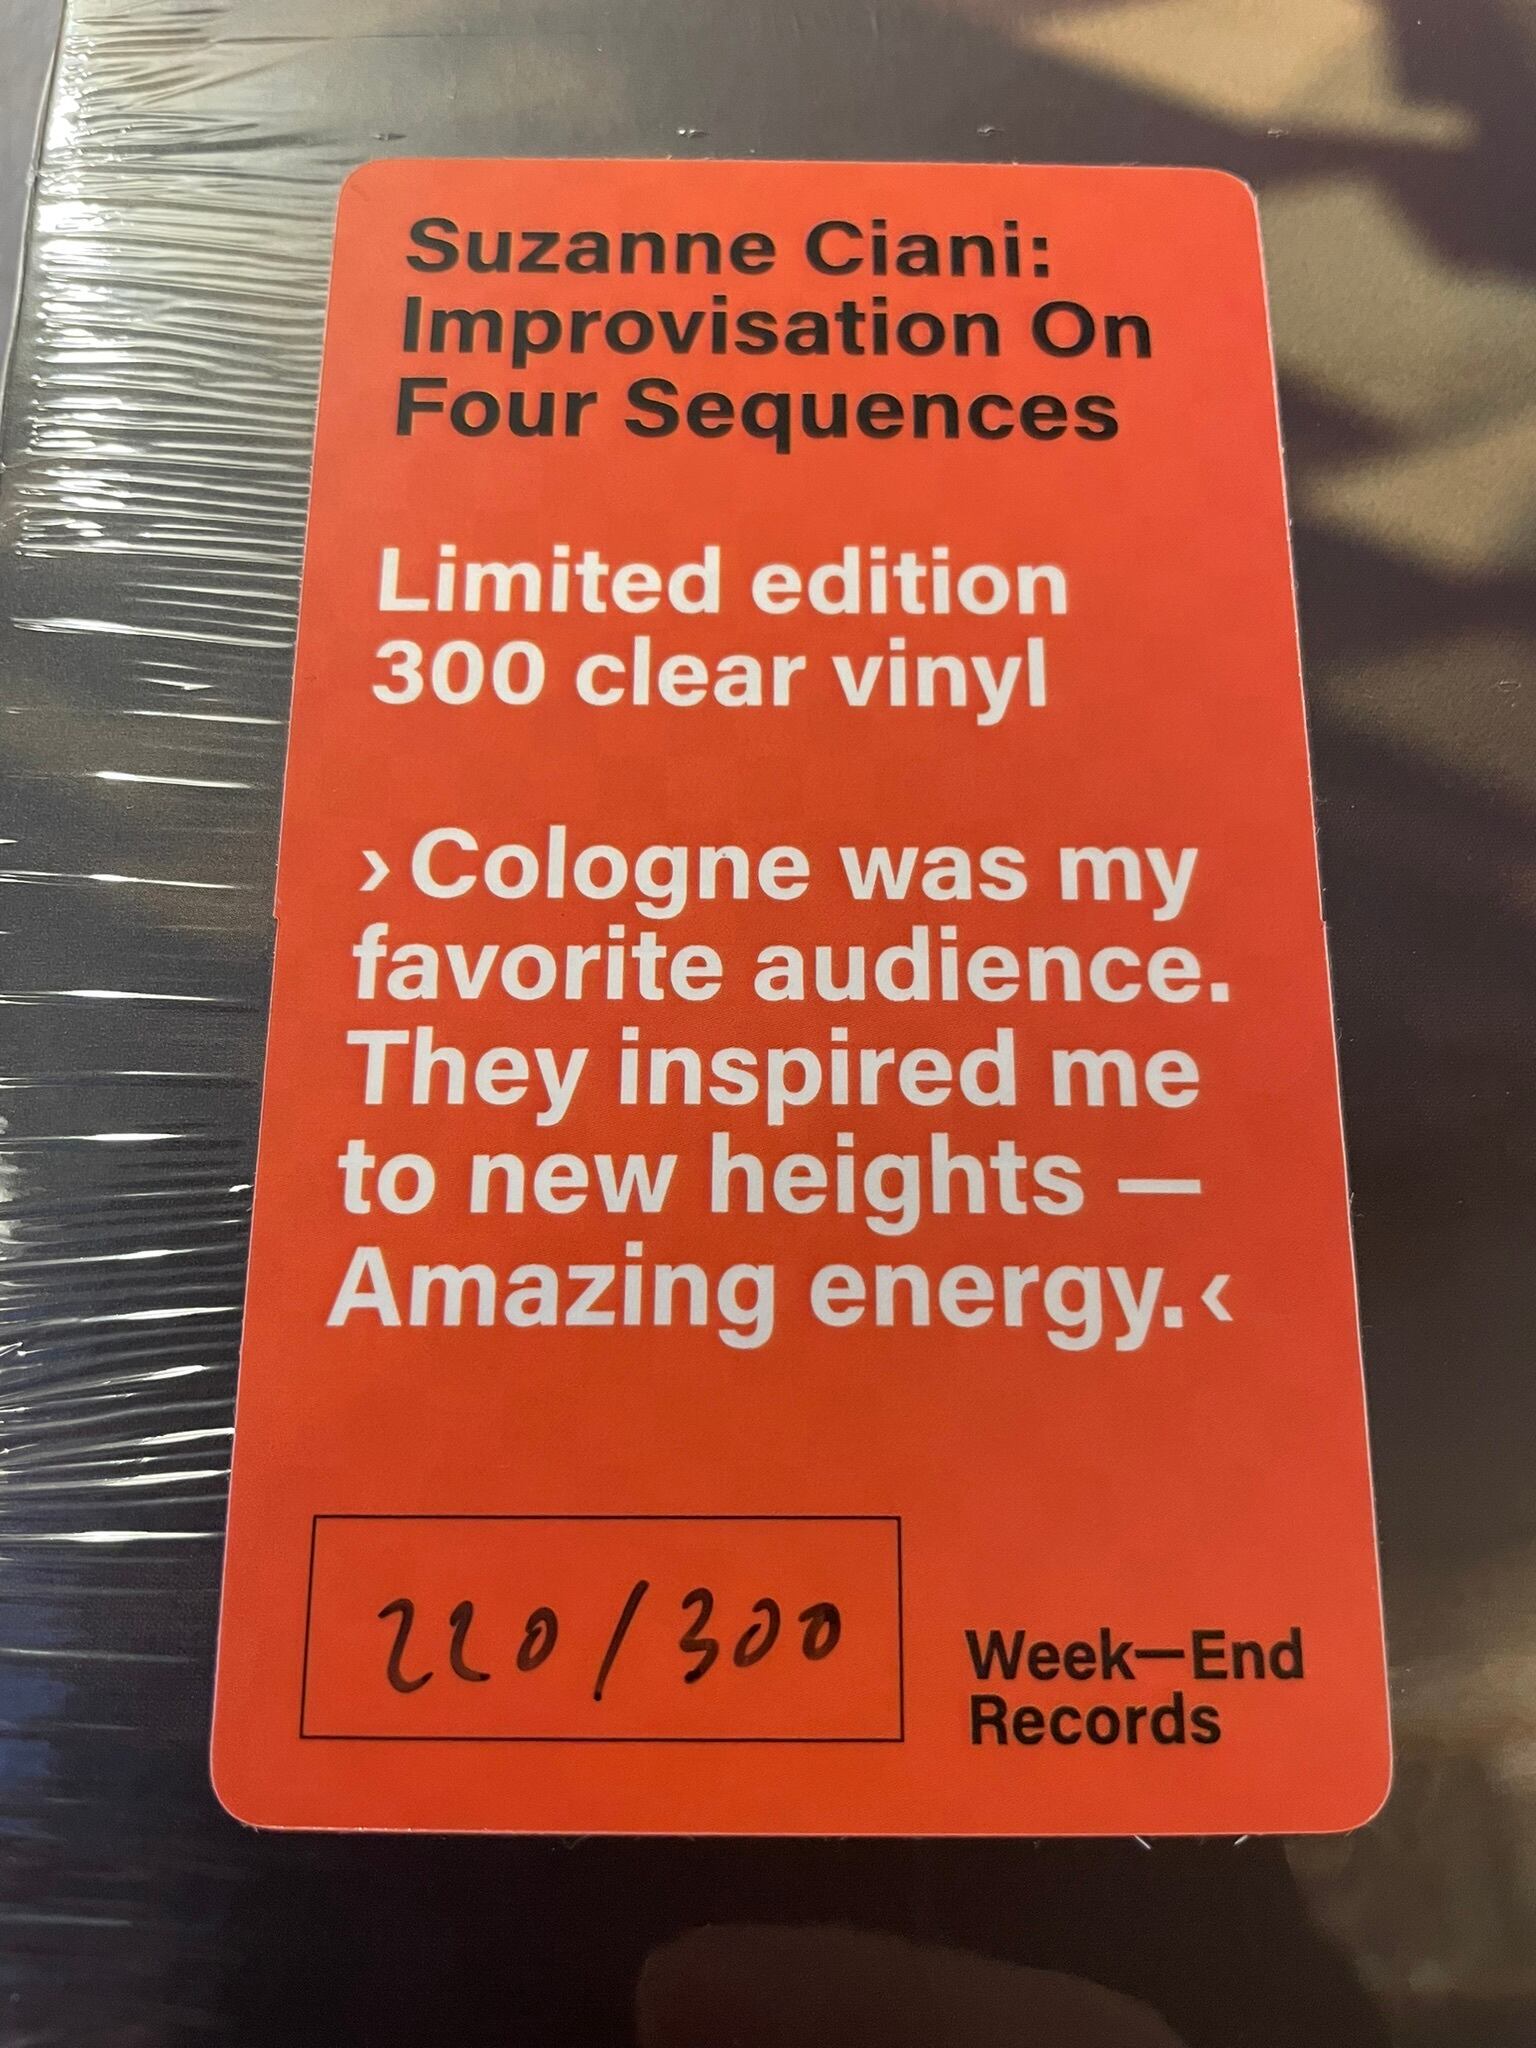 Suzanne Ciani:
Improvisation On
Four Sequences
Limited edition
300 clear vinyl
› Cologne was my
favorite audience.
They inspired me
to new heights —
Amazing energy. ‹
220/300
Week—End
Records